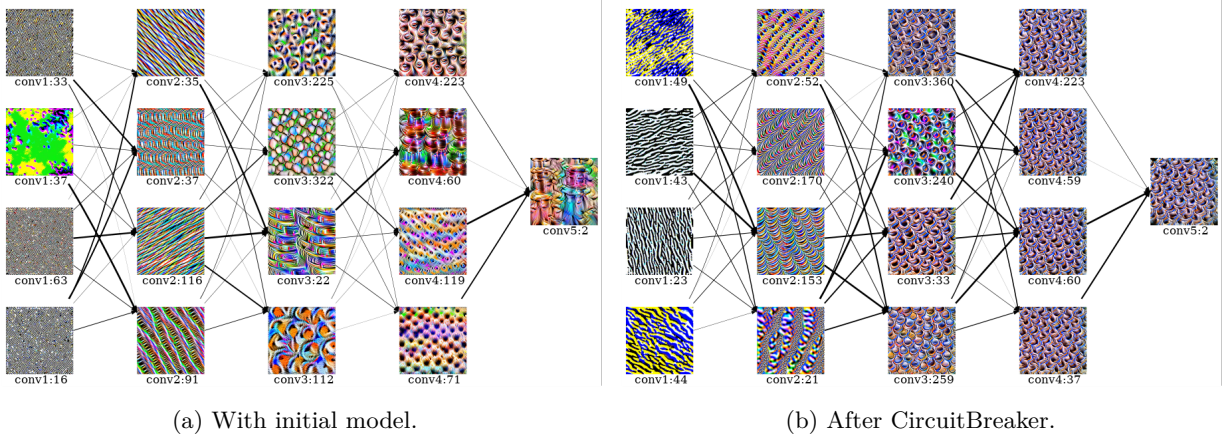 conv1:33 conv2:35 conv3:225 conv4:223 conv1:49 conv2:52 conv3:360 conv4:223
conv1:37 conv2:37 conv3:322 conv4:60 conv1:43 conv2:170 conv3:240 conv4:59
conv5:2 conv5:2
conv1:63 conv2:116 conv3:22 conv4:119 conv1:23 conv2:153 conv3:33 conv4:60
conv1:16 conv2:91 conv3:112 conv4:71 conv1:44 conv2:21 conv3:259 conv4:37
(a) With initial model. (b) After CircuitBreaker.